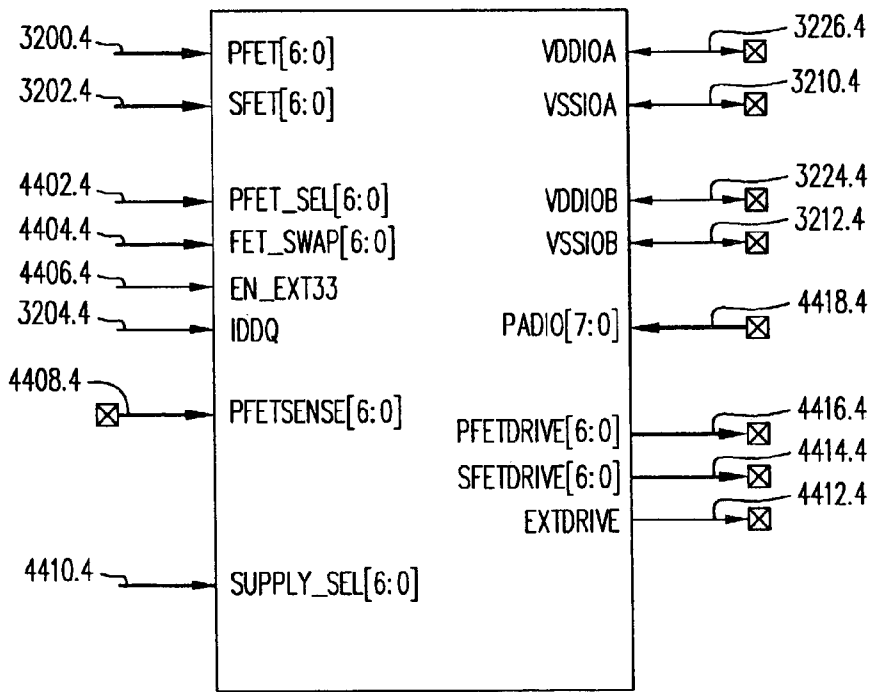 3200.4 PFET[6:0] VDDIOA 3226.4
3202.4 SFET[6:0] VSSIOA 3210.4
4402.4 PFET_SEL[6:0] VDDIOB 3224.4
4404.4 FET_SWAP[6:0] VSSIOB 3212.4
4406.4 EN_EXT33
3204.4 IDDQ PADIO[7:0] 4418.4
4408.4 PFETSENSE[6:0]
PFETDRIVE[6:0] 4416.4
SFETDRIVE[6:0] 4414.4
EXTDRIVE 4412.4
4410.4 SUPPLY_SEL[6:0]